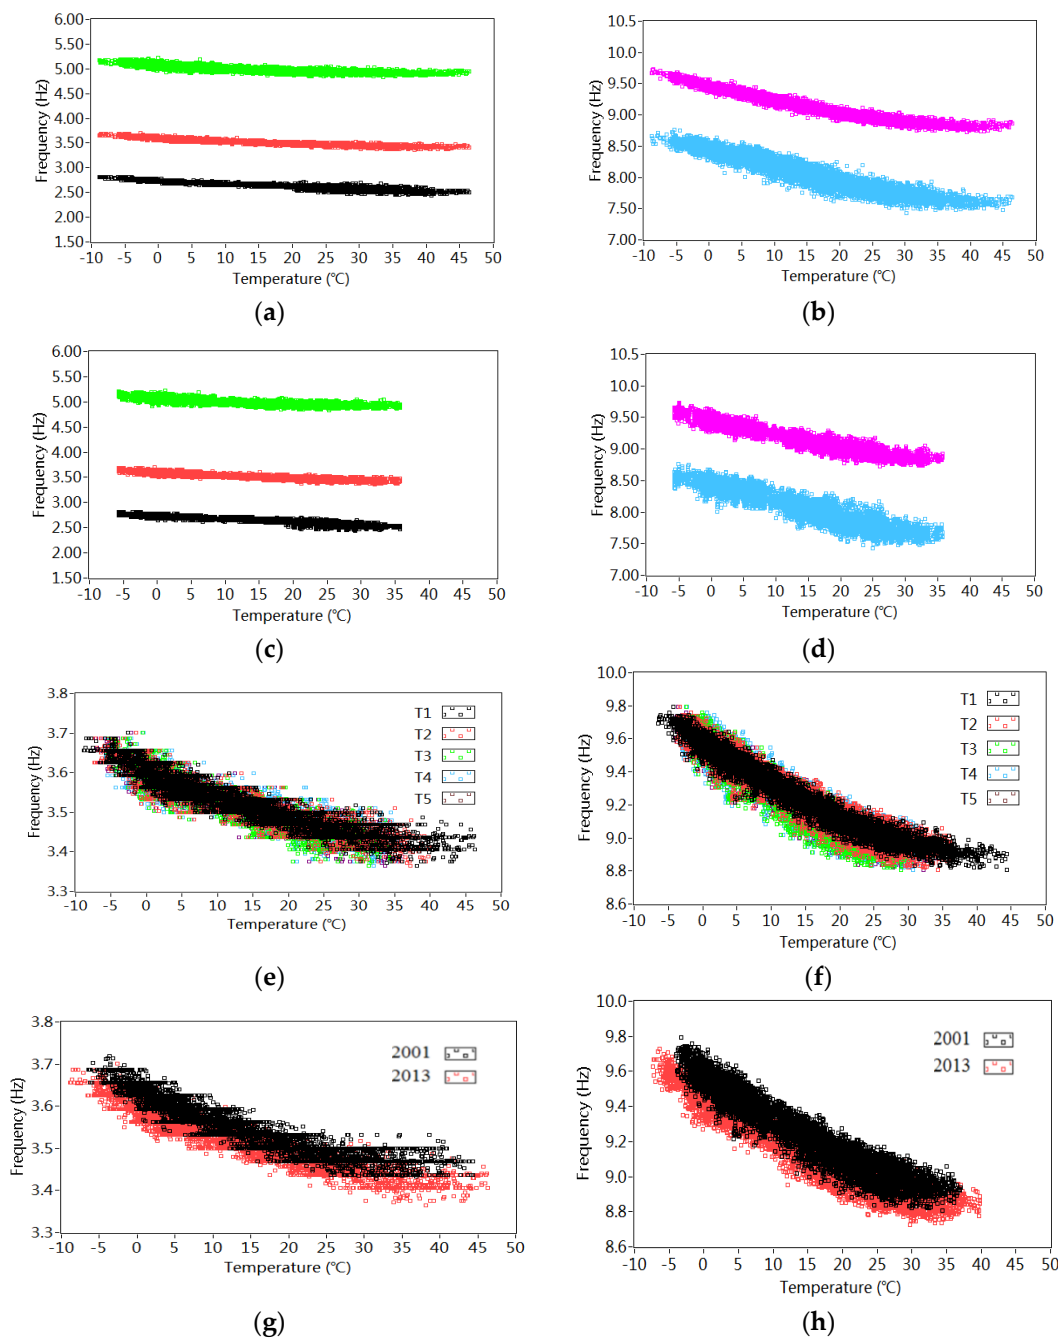 (a)
6.00
5.50
5.00
4.50
4.00
3.50
3.00
2.50
2.00
1.50
Frequency (Hz)
-10 -5 0 5 10 15 20 25 30 35 40 45 50
Temperature (℃)
(b)
10.5
10.0
9.50
9.00
8.50
8.00
7.50
7.00
Frequency (Hz)
-10 -5 0 5 10 15 20 25 30 35 40 45 50
Temperature (℃)
(a)
(b)
6.00
5.50
5.00
4.50
4.00
3.50
3.00
2.50
2.00
1.50
Frequency (Hz)
-10 -5 0 5 10 15 20 25 30 35 40 45 50
Temperature (℃)
(c)
10.5
10.0
9.50
9.00
8.50
8.00
7.50
7.00
Frequency (Hz)
-10 -5 0 5 10 15 20 25 30 35 40 45 50
Temperature (℃)
(d)
3.8
3.7
3.6
3.5
3.4
3.3
Frequency (Hz)
T1
T2
T3
T4
T5
-10 -5 0 5 10 15 20 25 30 35 40 45 50
Temperature (℃)
(e)
10.0
9.8
9.6
9.4
9.2
9.0
8.8
8.6
Frequency (Hz)
T1
T2
T3
T4
T5
-10 -5 0 5 10 15 20 25 30 35 40 45 50
Temperature (℃)
(f)
3.8
3.7
3.6
3.5
3.4
3.3
Frequency (Hz)
2001
2013
-10 -5 0 5 10 15 20 25 30 35 40 45 50
Temperature (℃)
(g)
10.0
9.8
9.6
9.4
9.2
9.0
8.8
8.6
Frequency (Hz)
2001
2013
-10 -5 0 5 10 15 20 25 30 35 40 45 50
Temperature (℃)
(h)